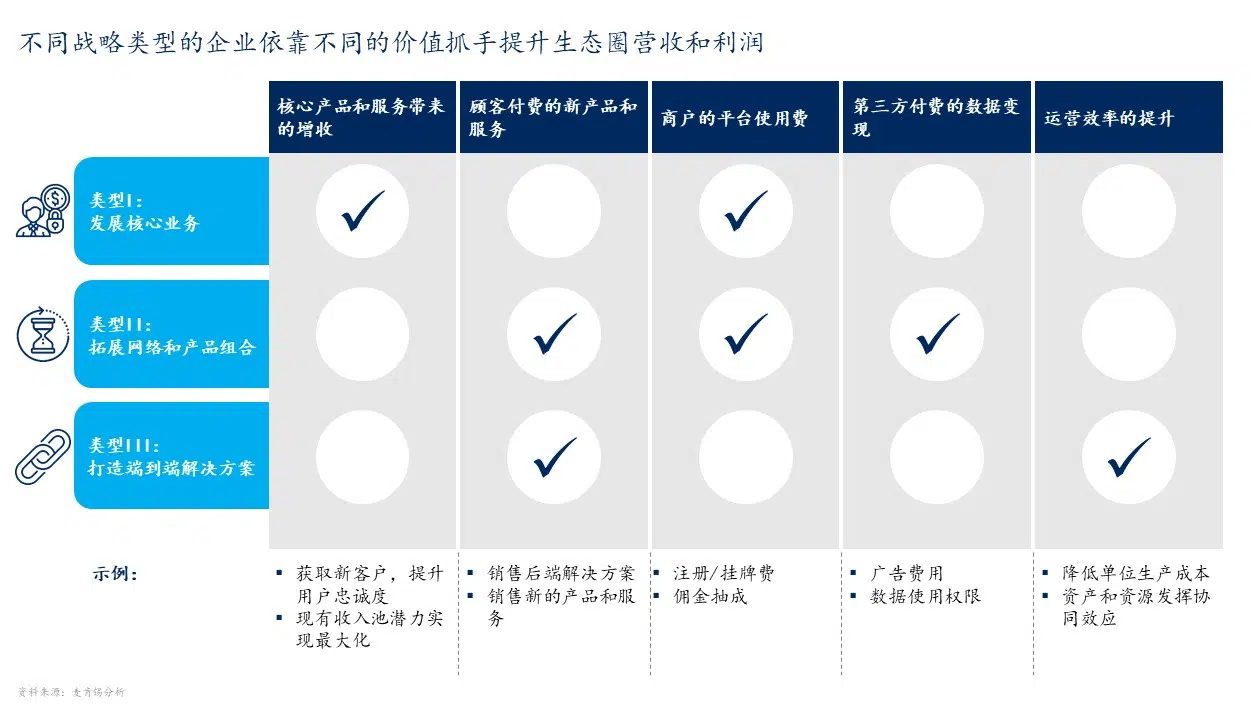 不同战略类型的企业依靠不同的价值抓手提升生态圈营收和利润
核心产品和服务带来
的增收
顾客付费的新产品和
服务
商户的平台使用费
第三方付费的数据变
现
运营效率的提升
类型I：
发展核心业务
类型II：
拓展网络和产品组合
类型III：
打造端到端解决方案
示例：
▪ 获取新客户，提升
用户忠诚度
▪ 现有收入池潜力实
现最大化
▪ 销售后端解决方案
▪ 销售新的产品和服
务
▪ 注册/挂牌费
▪ 佣金抽成
▪ 广告费用
▪ 数据使用权限
▪ 降低单位生产成本
▪ 资产和资源发挥协
同效应
资料来源：麦肯锡分析